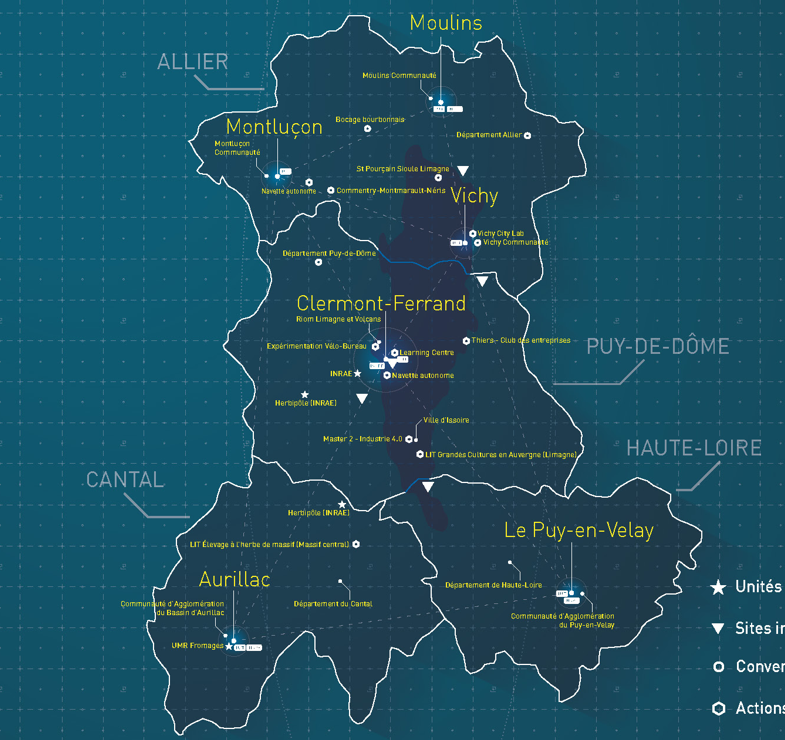 Moulins
ALLIER
Moulins Communauté
Bocage bourbonnais
Montluçon
Département Allier
Montluçon
Communauté
St Pourçain Sioule Limagne
Navette autonome
Commentry-Montmarault-Néris
Vichy
Vichy City Lab
Vichy Communauté
Département Puy-de-Dôme
Clermont-Ferrand
Riom Limagne et Volcans
Expérimentation Vélo-Bureau
Learning Centre
Thiers - Club des entreprises
PUY-DE-DÔME
INRAE
Navette autonome
Herbipôle (INRAE)
Ville d'Issoire
Master 2 - Industrie 4.0
LIT Grandes Cultures en Auvergne (Limagne)
HAUTE-LOIRE
CANTAL
Herbipôle (INRAE)
LIT Élevage à l'herbe de massif (Massif central)
Le Puy-en-Velay
Aurillac
Département de Haute-Loire
Communauté d'Agglomération
du Bassin d'Aurillac
Département du Cantal
Communauté d'Agglomération
du Puy-en-Velay
UMR Fromages
Unités
Sites in
Conver
Actions